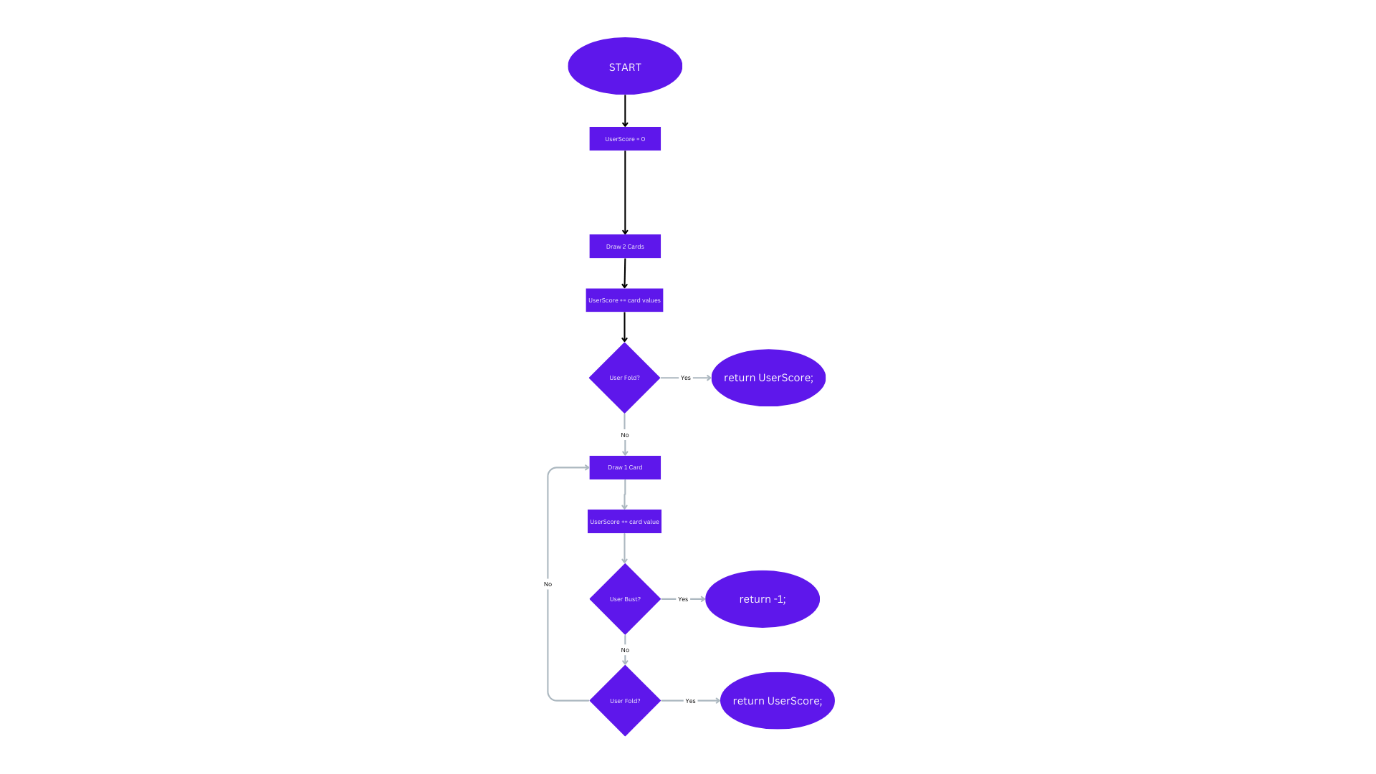 START
UserScore = 0
Draw 2 Cards
UserScore += card values
User Fold?
Yes
return UserScore;
No
Draw 1 Card
UserScore += card value
No
User Bust?
Yes
return -1;
No
User Fold?
Yes
return UserScore;